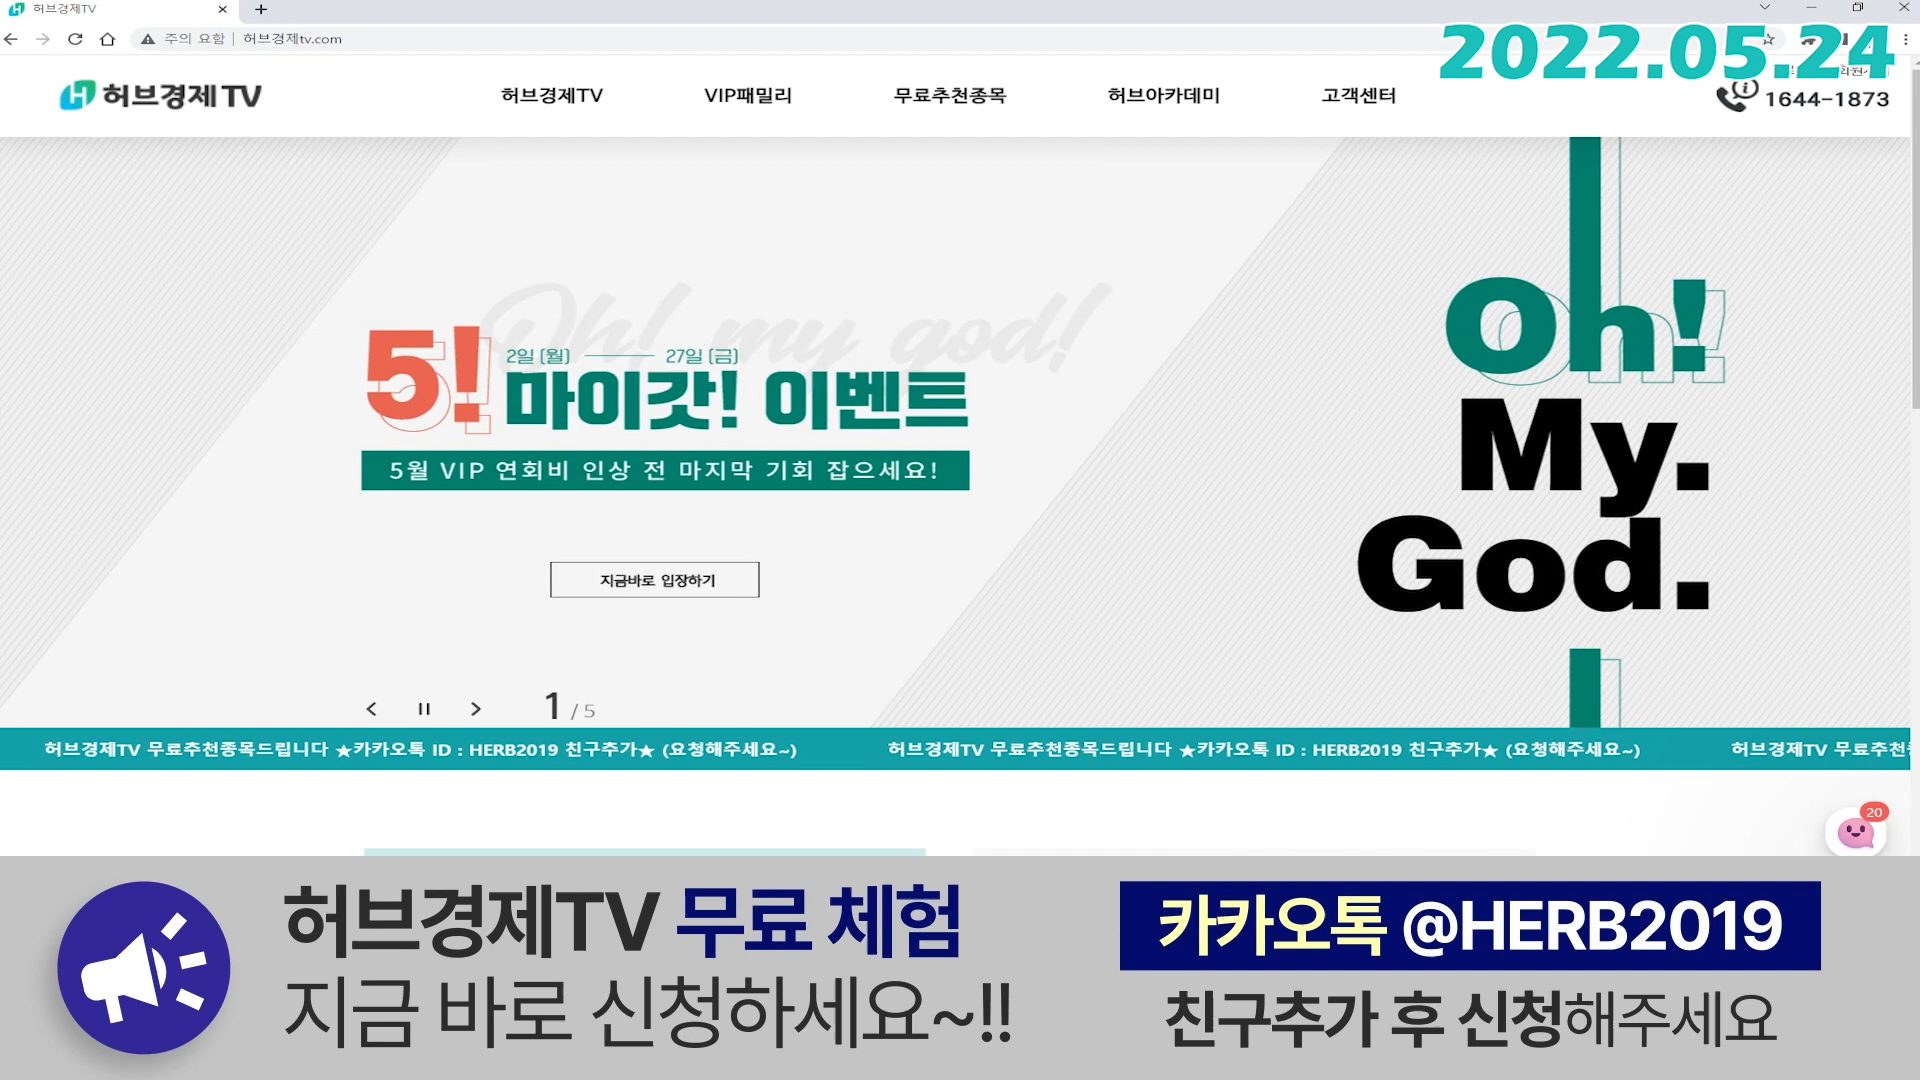 허브경제TV
주의 요함
허브경제tv.com
2022.05.24
허브경제TV
허브경제TV
VIP패밀리
무료추천종목
허브아카데미
고객센터
1644-1873
Oh! my god!
5!
2일 (월)
27일 (금)
마이갓! 이벤트
5월 VIP 연회비 인상 전 마지막 기회 잡으세요!
지금바로 입장하기
Oh!
My.
God.
1 / 5
허브경제TV 무료추천종목드립니다 ★카카오톡 ID : HERB2019 친구추가★ (요청해주세요~)
허브경제TV 무료추천종목드립니다 ★카카오톡 ID : HERB2019 친구추가★ (요청해주세요~)
허브경제TV 무료추천
20
허브경제TV 무료 체험
지금 바로 신청하세요~!!
카카오톡 @HERB2019
친구추가 후 신청해주세요